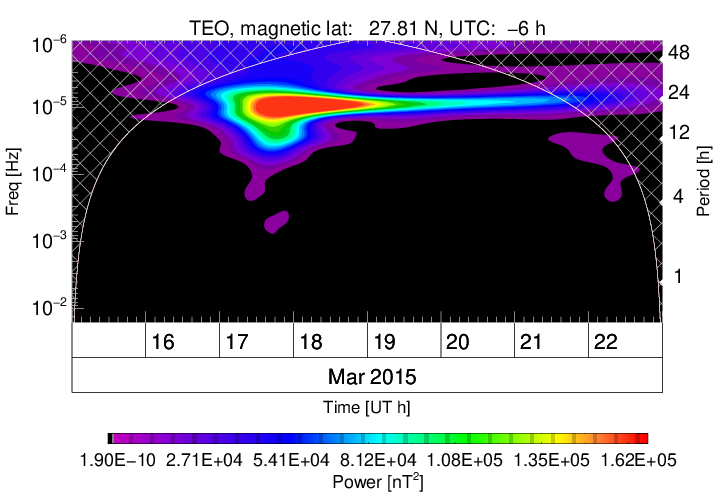 TEO, magnetic lat: 27.81 N, UTC: −6 h
10⁻⁶
10⁻⁵
10⁻⁴
10⁻³
10⁻²
Freq [Hz]
48
24
12
4
1
Period [h]
16 17 18 19 20 21 22
Mar 2015
Time [UT h]
1.90E−10 2.71E+04 5.41E+04 8.12E+04 1.08E+05 1.35E+05 1.62E+05
Power [nT²]